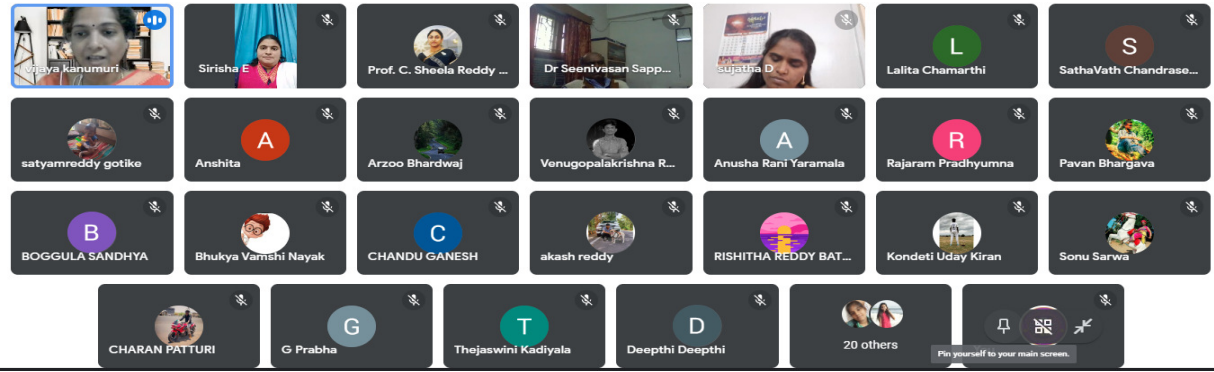 vijaya kanumuri
Sirisha E
Prof. C. Sheela Reddy ...
Dr Seenivasan Sapp...
sujatha D
L
Lalita Chamarthi
S
SathaVath Chandrase...
satyamreddy gotike
A
Anshita
Arzoo Bhardwaj
Venugopalakrishna R...
A
Anusha Rani Yaramala
R
Rajaram Pradhyumna
Pavan Bhargava
B
BOGGULA SANDHYA
Bhukya Vamshi Nayak
C
CHANDU GANESH
akash reddy
RISHITHA REDDY BAT...
Kondeti Uday Kiran
Sonu Sarwa
CHARAN PATTURI
G
G Prabha
T
Thejaswini Kadiyala
D
Deepthi Deepthi
20 others
Pin yourself to your main screen.